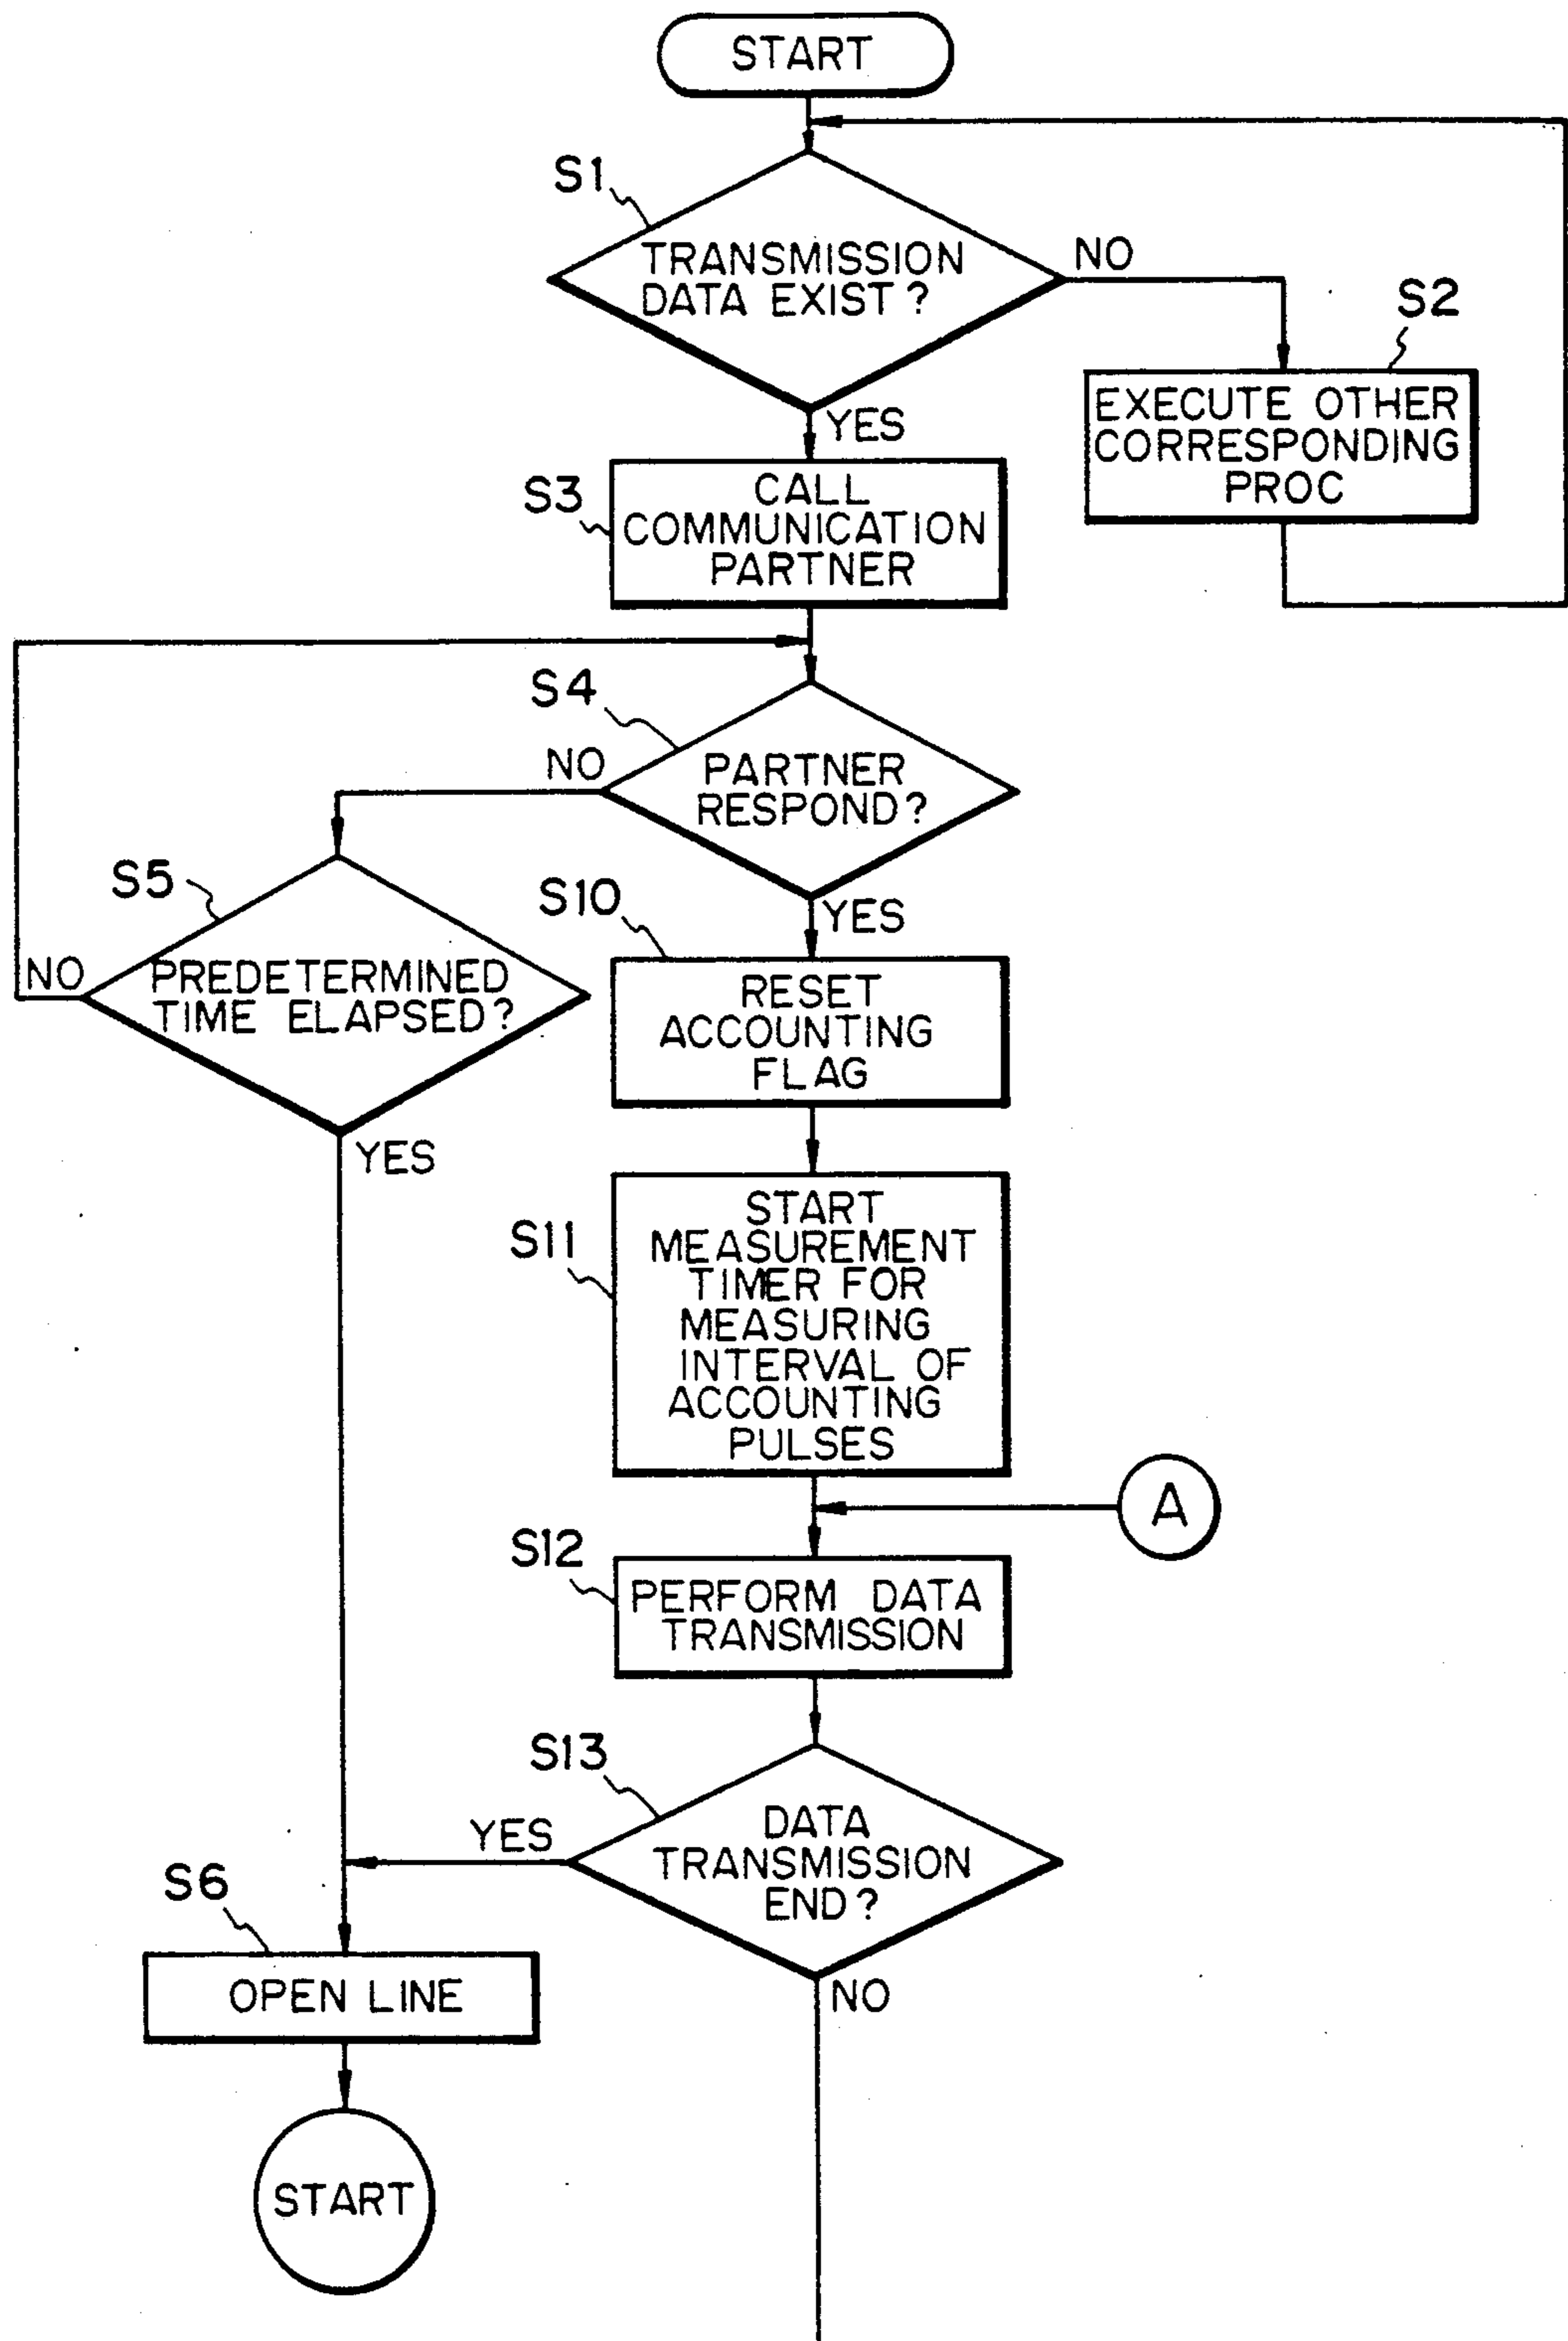 START
S1
TRANSMISSION
DATA EXIST?
NO
S2
YES
EXECUTE OTHER
CORRESPONDING
PROC
S3
CALL
COMMUNICATION
PARTNER
S4
NO
PARTNER
RESPOND?
S5
S10
YES
NO
PREDETERMINED
TIME ELAPSED?
RESET
ACCOUNTING
FLAG
YES
S11
START
MEASUREMENT
TIMER FOR
MEASURING
INTERVAL OF
ACCOUNTING
PULSES
A
S12
PERFORM DATA
TRANSMISSION
S13
YES
DATA
TRANSMISSION
END?
S6
OPEN LINE
NO
START